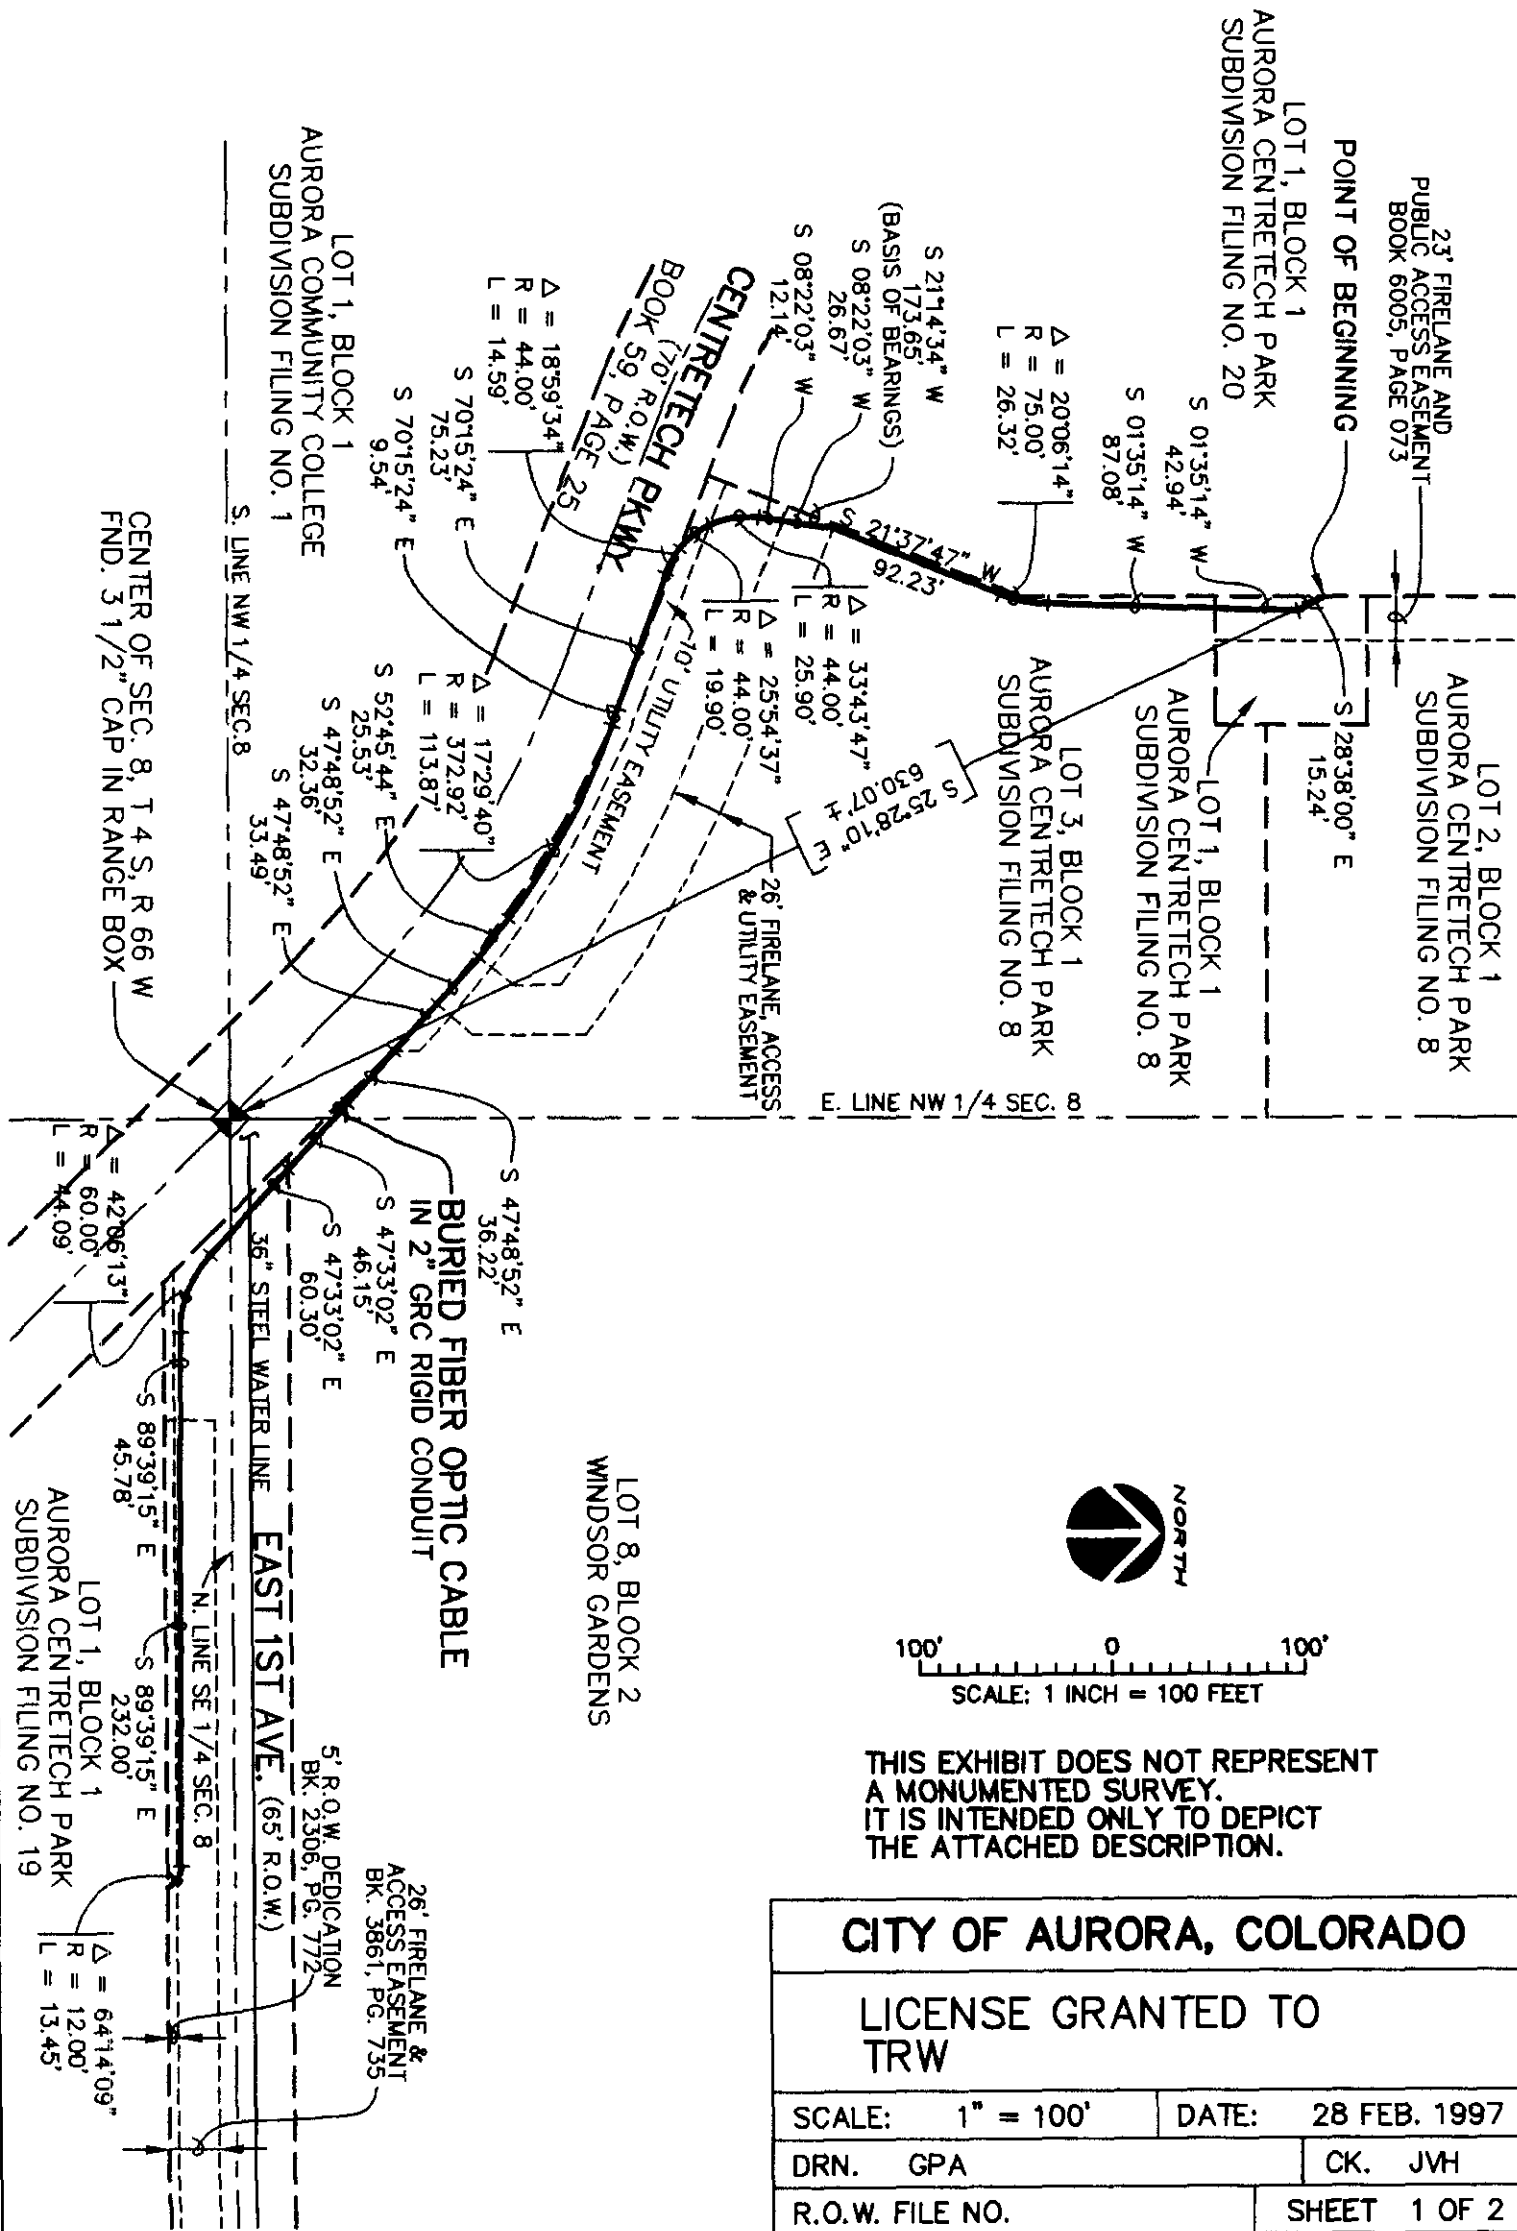 23' FIRELANE AND
PUBLIC ACCESS EASEMENT
BOOK 6005, PAGE 073
POINT OF BEGINNING
LOT 1, BLOCK 1
AURORA CENTRETECH PARK
SUBDIVISION FILING NO. 20
LOT 2, BLOCK 1
AURORA CENTRETECH PARK
SUBDIVISION FILING NO. 8
S 28°38'00" E
15.24'
S 01°35'14" W
42.94'
S 01°35'14" W
87.08'
LOT 1, BLOCK 1
AURORA CENTRETECH PARK
SUBDIVISION FILING NO. 8
Δ = 20°06'14"
R = 75.00'
L = 26.32'
LOT 3, BLOCK 1
AURORA CENTRETECH PARK
SUBDIVISION FILING NO. 8
S 21°37'47" W
92.23'
S 21°14'34" W
173.65'
(BASIS OF BEARINGS)
S 08°22'03" W
26.67'
S 08°22'03" W
12.14'
Δ = 33°43'47"
R = 44.00'
L = 25.90'
Δ = 25°54'37"
R = 44.00'
L = 19.90'
S 25°28'10" E
630.07'±
26' FIRELANE, ACCESS
& UTILITY EASEMENT
E. LINE NW 1/4 SEC. 8
CENTRETECH PKWY
(70' R.O.W.)
BOOK 59, PAGE 25
10' UTILITY EASEMENT
Δ = 18°59'34"
R = 44.00'
L = 14.59'
S 70°15'24" E
75.23'
S 70°15'24" E
9.54'
Δ = 17°29'40"
R = 372.92'
L = 113.87'
S 52°45'44" E
25.53'
S 47°48'52" E
32.36'
S 47°48'52" E
33.49'
LOT 1, BLOCK 1
AURORA COMMUNITY COLLEGE
SUBDIVISION FILING NO. 1
S. LINE NW 1/4 SEC.8
CENTER OF SEC. 8, T 4 S, R 66 W
FND. 3 1/2" CAP IN RANGE BOX
S 47°48'52" E
36.22'
BURIED FIBER OPTIC CABLE
IN 2" GRC RIGID CONDUIT
S 47°33'02" E
46.15'
S 47°33'02" E
60.30'
36" STEEL WATER LINE
EAST 1ST AVE. (65' R.O.W.)
N. LINE SE 1/4 SEC. 8
Δ = 42°06'13"
R = 60.00'
L = 44.09'
S 89°39'15" E
45.78'
S 89°39'15" E
232.00'
LOT 1, BLOCK 1
AURORA CENTRETECH PARK
SUBDIVISION FILING NO. 19
Δ = 64°14'09"
R = 12.00'
L = 13.45'
5' R.O.W. DEDICATION
BK. 2306, PG. 772
26' FIRELANE &
ACCESS EASEMENT
BK. 3861, PG. 735
LOT 8, BLOCK 2
WINDSOR GARDENS
NORTH
100' 0 100'
SCALE: 1 INCH = 100 FEET
THIS EXHIBIT DOES NOT REPRESENT
A MONUMENTED SURVEY.
IT IS INTENDED ONLY TO DEPICT
THE ATTACHED DESCRIPTION.
CITY OF AURORA, COLORADO
LICENSE GRANTED TO
TRW
SCALE: 1" = 100' DATE: 28 FEB. 1997
DRN. GPA CK. JVH
R.O.W. FILE NO. SHEET 1 OF 2